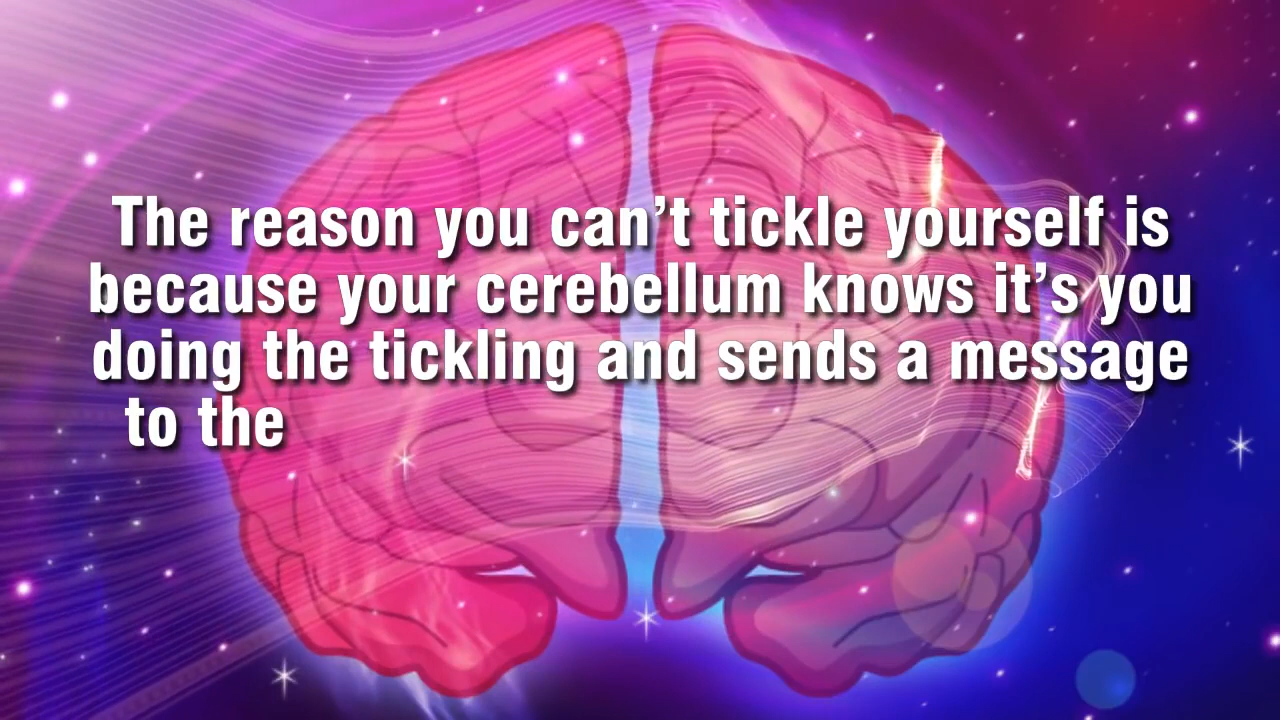 The reason you can’t tickle yourself is
because your cerebellum knows it’s you
doing the tickling and sends a message
to the